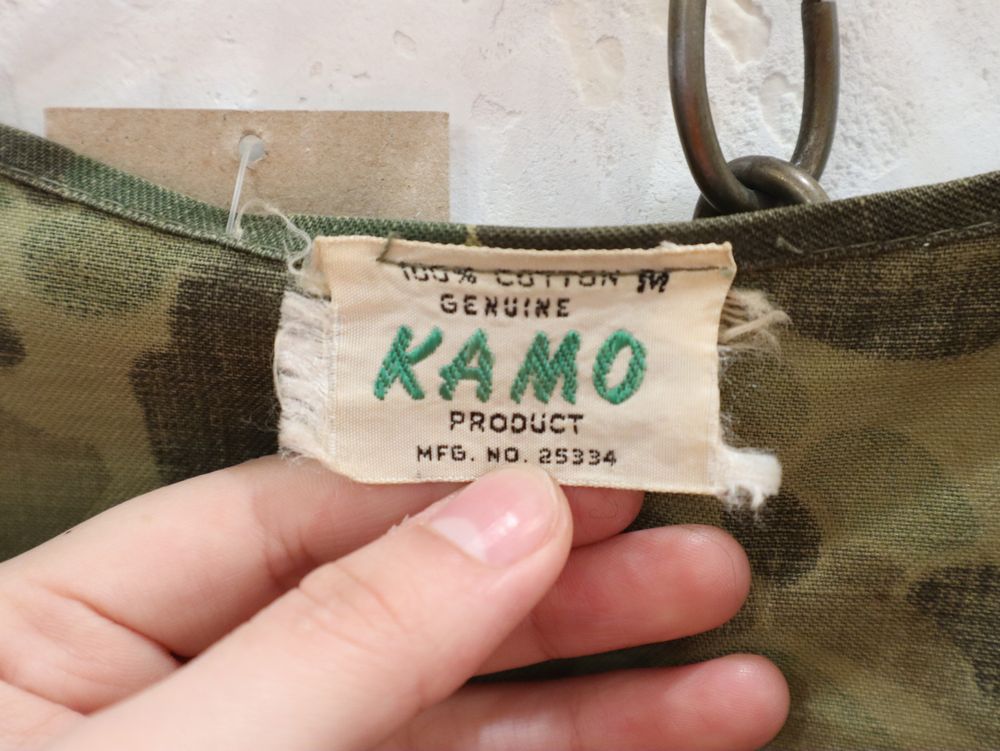 100% COTTON M
GENUINE
KAMO
PRODUCT
MFG. NO. 25334